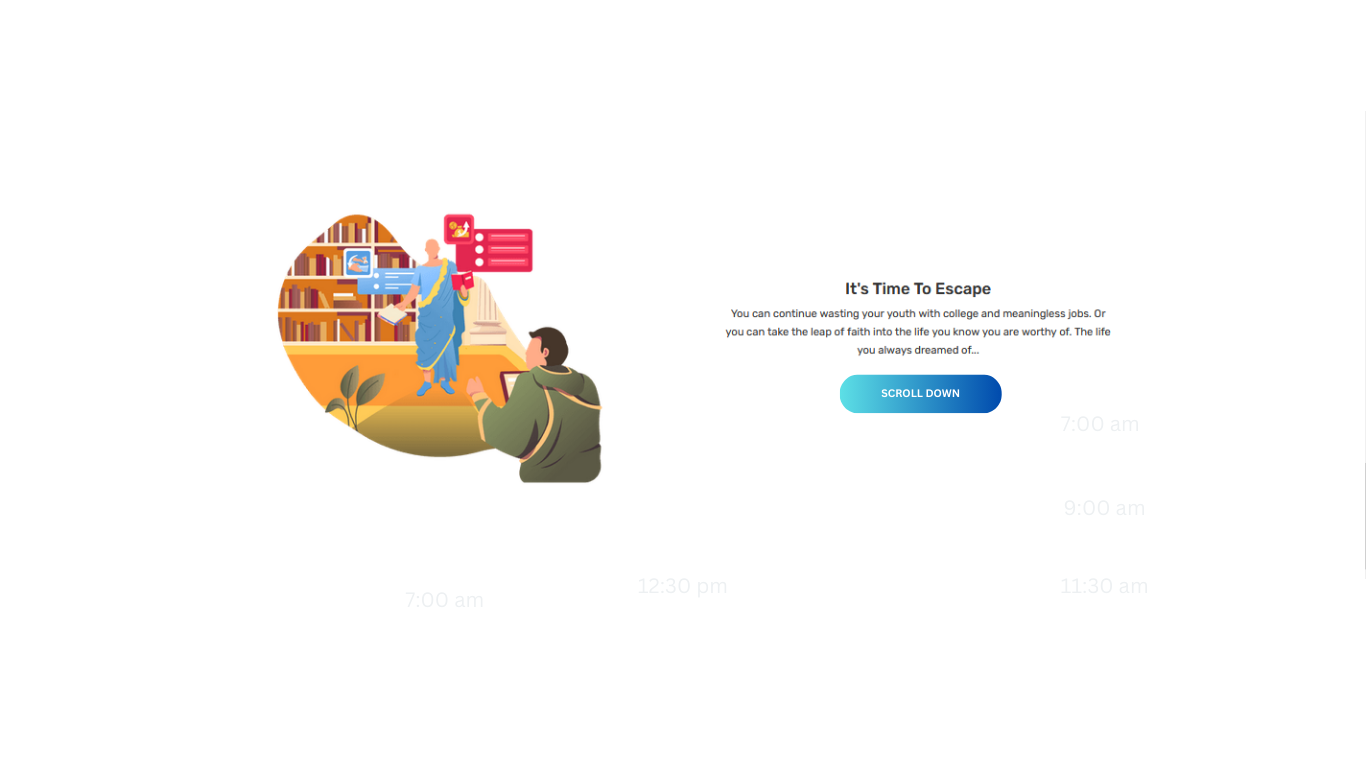 It's Time To Escape
You can continue wasting your youth with college and meaningless jobs. Or
you can take the leap of faith into the life you know you are worthy of. The life
you always dreamed of...
SCROLL DOWN
7:00 am
9:00 am
12:30 pm
11:30 am
7:00 am